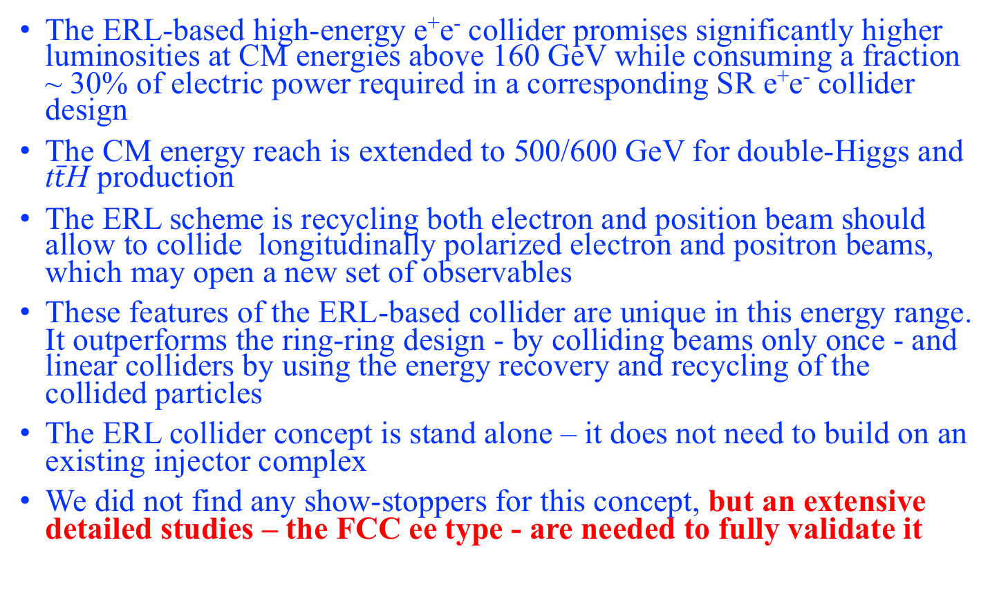 • The ERL-based high-energy e⁺e⁻ collider promises significantly higher
luminosities at CM energies above 160 GeV while consuming a fraction
~ 30% of electric power required in a corresponding SR e⁺e⁻ collider
design
• The CM energy reach is extended to 500/600 GeV for double-Higgs and
tt̄H production
• The ERL scheme is recycling both electron and position beam should
allow to collide  longitudinally polarized electron and positron beams,
which may open a new set of observables
• These features of the ERL-based collider are unique in this energy range.
It outperforms the ring-ring design - by colliding beams only once - and
linear colliders by using the energy recovery and recycling of the
collided particles
• The ERL collider concept is stand alone – it does not need to build on an
existing injector complex
• We did not find any show-stoppers for this concept, but an extensive
detailed studies – the FCC ee type - are needed to fully validate it